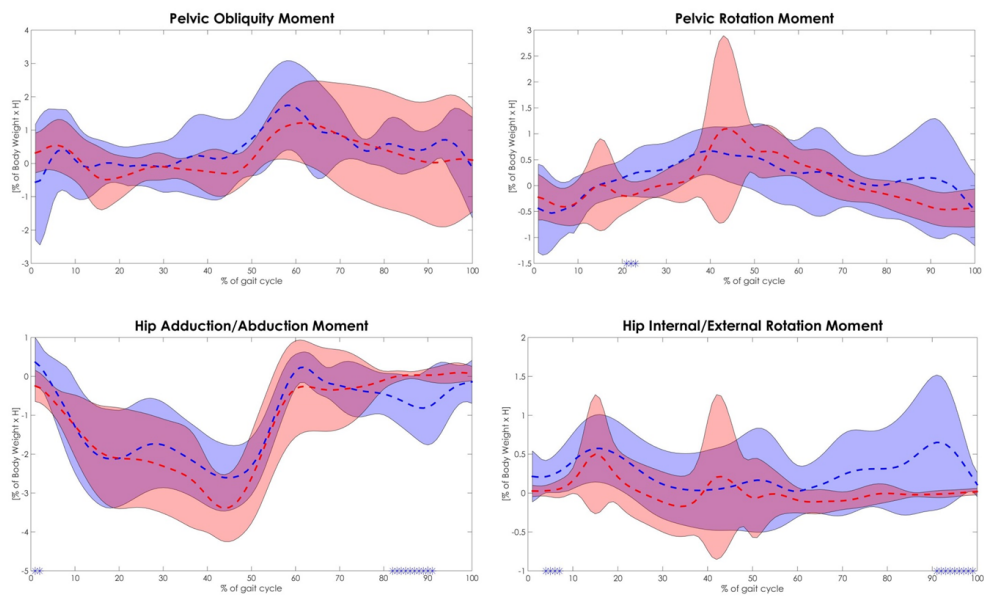 Pelvic Obliquity Moment
[% of Body Weight x H]
4
3
2
1
0
-1
-2
-3
0 10 20 30 40 50 60 70 80 90 100
% of gait cycle
Pelvic Rotation Moment
[% of Body Weight x H]
3
2.5
2
1.5
1
0.5
0
-0.5
-1
-1.5
0 10 20 30 40 50 60 70 80 90 100
% of gait cycle
Hip Adduction/Abduction Moment
[% of Body Weight x H]
1
0
-1
-2
-3
-4
-5
0 10 20 30 40 50 60 70 80 90 100
% of gait cycle
Hip Internal/External Rotation Moment
[% of Body Weight x H]
2
1.5
1
0.5
0
0.5
-1
0 10 20 30 40 50 60 70 80 90 100
% of gait cycle